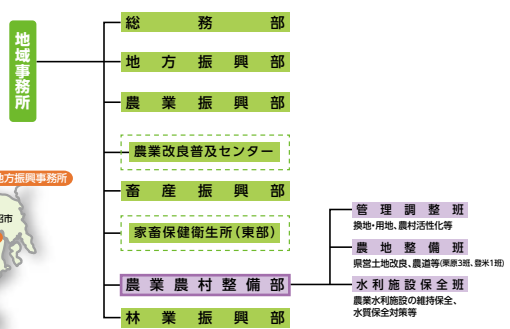 地域事務所
総務部
地方振興部
農業振興部
農業改良普及センター
畜産振興部
家畜保健衛生所(東部)
農業農村整備部
林業振興部
管理調整班
換地・用地、農村活性化等
農地整備班
県営土地改良、農道等(栗原3班、登米1班)
水利施設保全班
農業水利施設の維持保全、
水質保全対策等
地方振興事務所
沼市